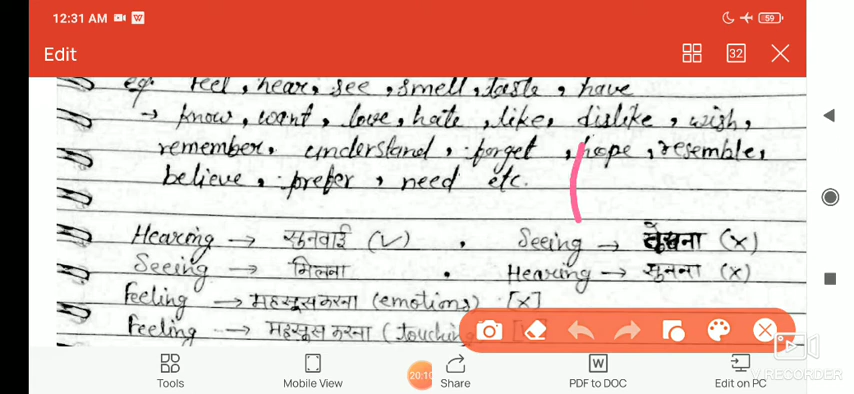 12:31 AM W 59
Edit 32
eg: feel, hear, see, smell, taste, have
→ know, want, love, hate, like, dislike, wish,
remember, understand, forget, hope, resemble,
believe, prefer, need etc.
Hearing → सुनवाई (✓) • Seeing → देखना (x)
Seeing → मिलना • Hearing → सुनना (x)
Feeling → महसूस करना (emotions) [x]
Feeling → महसूस करना (touching
Tools Mobile View 20:10 Share PDF to DOC Edit on PC
V RECORDER